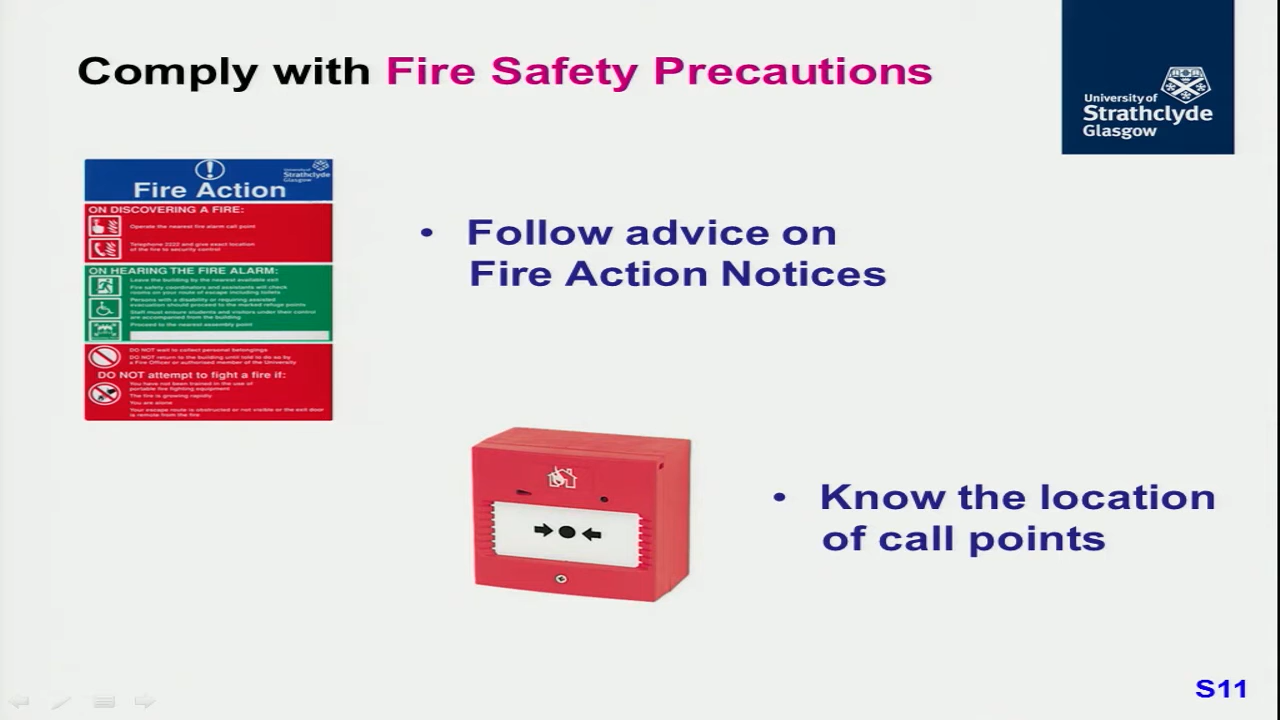 Comply with Fire Safety Precautions
University of
Strathclyde
Glasgow
University of
Strathclyde
Glasgow
Fire Action
ON DISCOVERING A FIRE:
Operate the nearest fire alarm call point
Telephone 2222 and give exact location
of the fire to security control
ON HEARING THE FIRE ALARM:
Leave the building by the nearest available exit
Fire safety coordinators and assistants will check
rooms on your route of escape including toilets
Persons with a disability or requiring assisted
evacuation should proceed to the marked refuge points
Staff must ensure students and visitors under their control
are accompanied from the building
Proceed to the nearest assembly point
DO NOT wait to collect personal belongings
DO NOT return to the building until told to do so by
a Fire Officer or authorised member of the University
DO NOT attempt to fight a fire if:
You have not been trained in the use of
portable fire fighting equipment
The fire is growing rapidly
You are alone
Your escape route is obstructed or not visible or the exit door
is remote from the fire
• Follow advice on
Fire Action Notices
• Know the location
of call points
S11